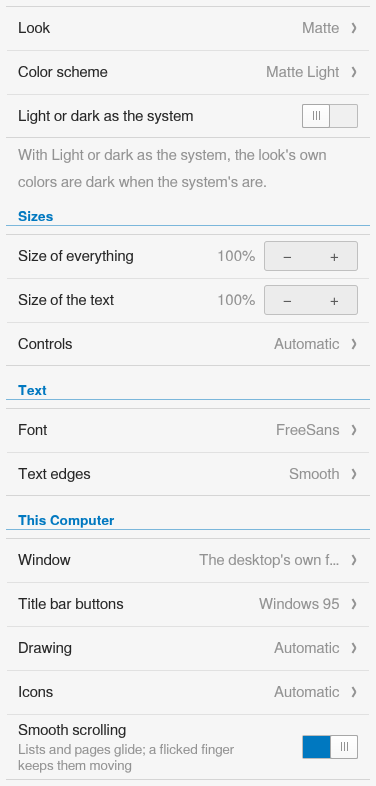 Look Matte
Color scheme Matte Light
Light or dark as the system
With Light or dark as the system, the look's own
colors are dark when the system's are.
Sizes
Size of everything 100% − +
Size of the text 100% − +
Controls Automatic
Text
Font FreeSans
Text edges Smooth
This Computer
Window The desktop's own f...
Title bar buttons Windows 95
Drawing Automatic
Icons Automatic
Smooth scrolling
Lists and pages glide; a flicked finger
keeps them moving